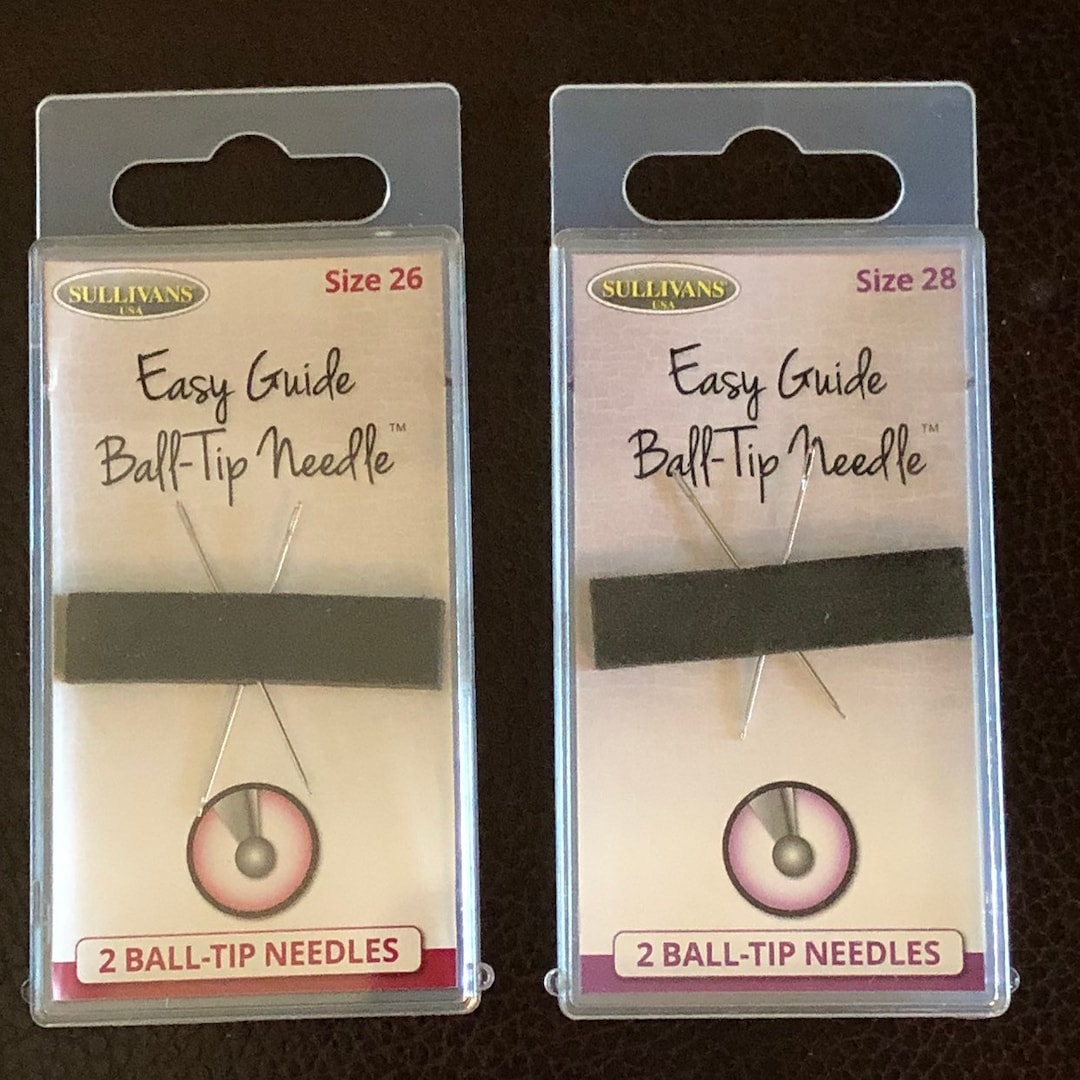 SULLIVANS
USA
Size 26
Easy Guide
Ball-Tip Needle™
2 BALL-TIP NEEDLES
SULLIVANS
USA
Size 28
Easy Guide
Ball-Tip Needle™
2 BALL-TIP NEEDLES